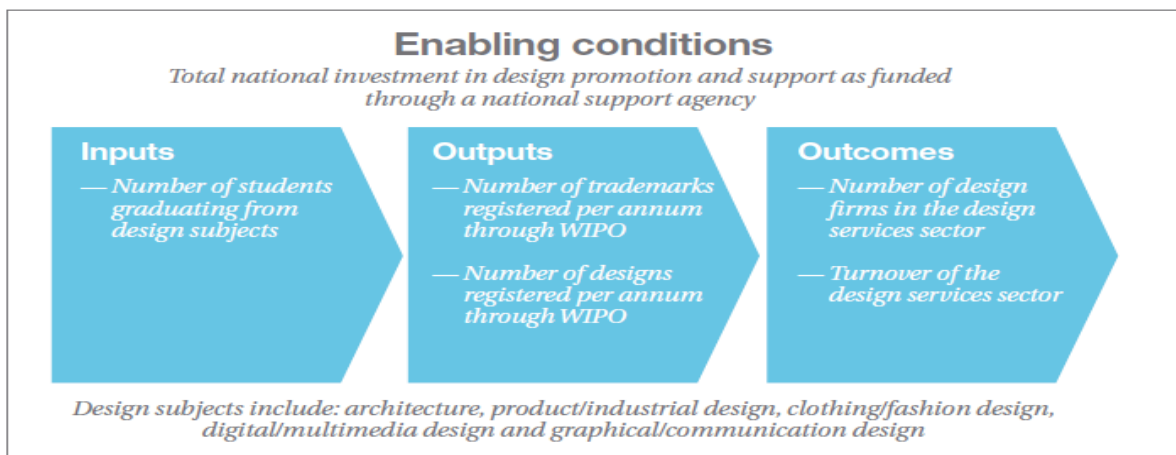 Enabling conditions
Total national investment in design promotion and support as funded
through a national support agency
Inputs
— Number of students
graduating from
design subjects
Outputs
— Number of trademarks
registered per annum
through WIPO
— Number of designs
registered per annum
through WIPO
Outcomes
— Number of design
firms in the design
services sector
— Turnover of the
design services sector
Design subjects include: architecture, product/industrial design, clothing/fashion design,
digital/multimedia design and graphical/communication design